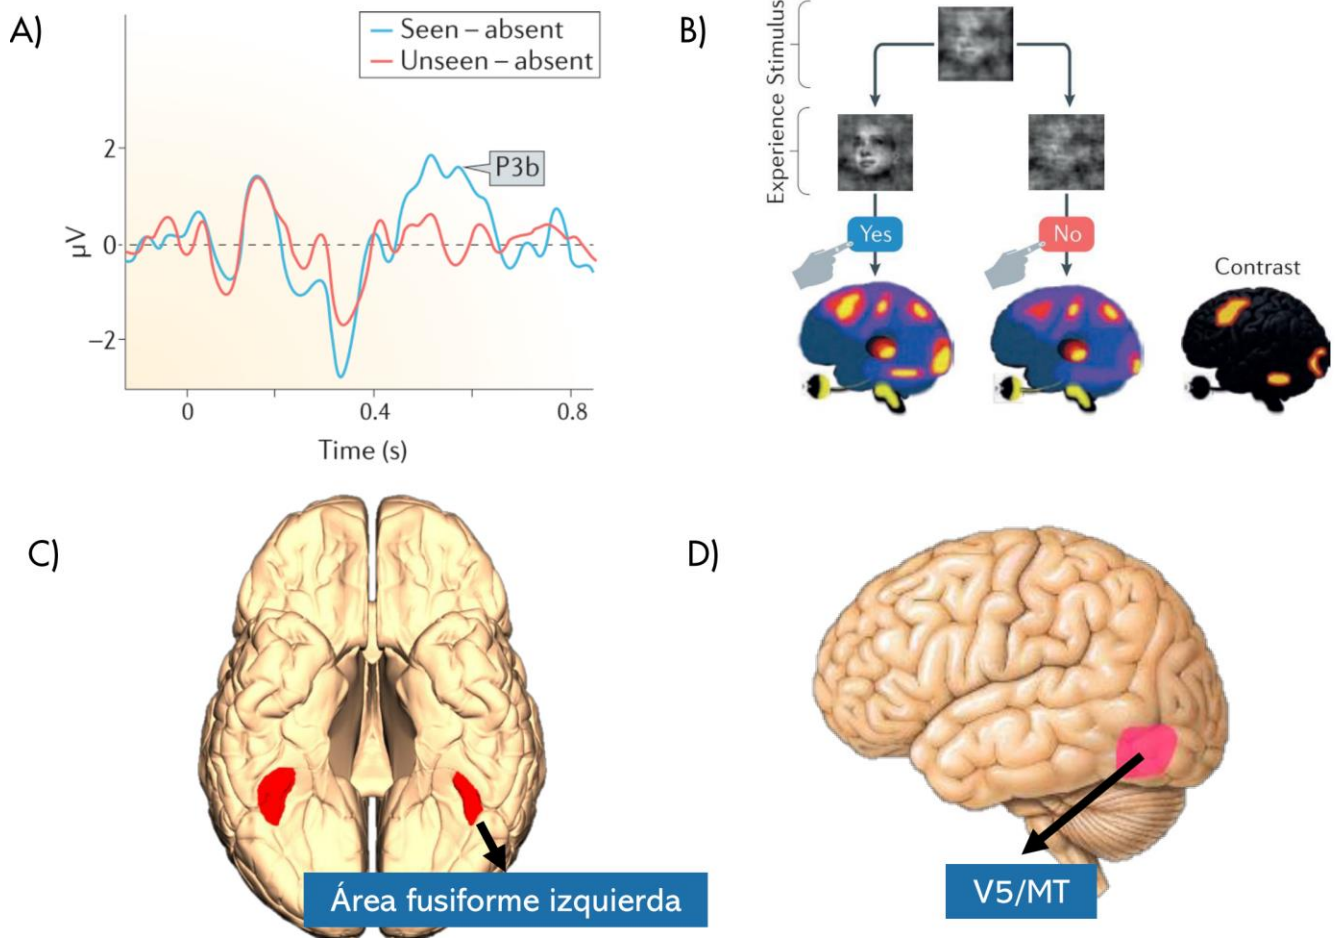 A)
Seen – absent
Unseen – absent
2
0
−2
µV
P3b
0
0.4
0.8
Time (s)
B)
Stimulus
Experience
Yes
No
Contrast
C)
Área fusiforme izquierda
D)
V5/MT